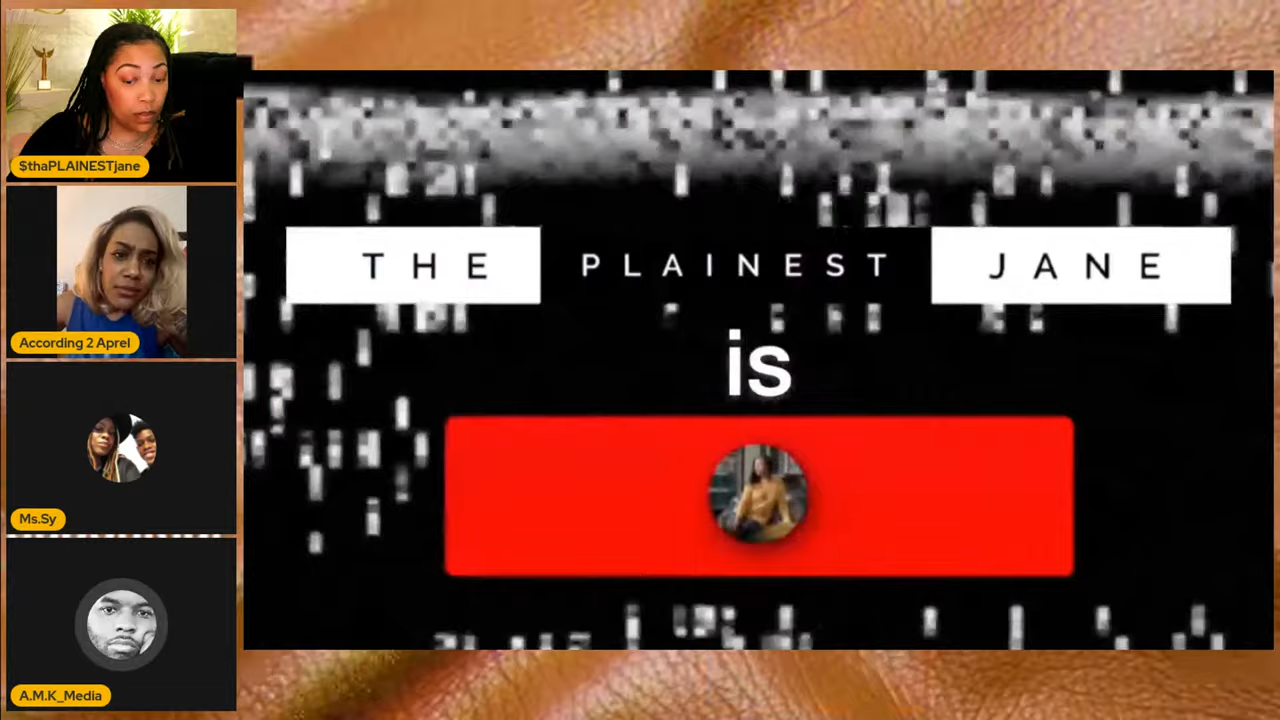 $thaPLAINESTjane
According 2 Aprel
Ms.Sy
A.M.K_Media
THE PLAINEST JANE
is